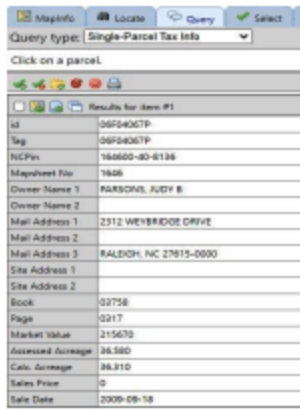 MapInfo Locate Query Select
Query type: Single-Parcel Tax Info
Click on a parcel.
Results for item #1
id 06F04067P
Tag 06F04067P
NCPin 164600-40-8136
Mapsheet No 1646
Owner Name 1 PARSONS, JUDY B
Owner Name 2
Mail Address 1 2312 WEYBRIDGE DRIVE
Mail Address 2
Mail Address 3 RALEIGH, NC 27615-0000
Site Address 1
Site Address 2
Book 03758
Page 0317
Market Value 215670
Assessed Acreage 36.580
Calc. Acreage 36.310
Sales Price 0
Sale Date 2009-09-18